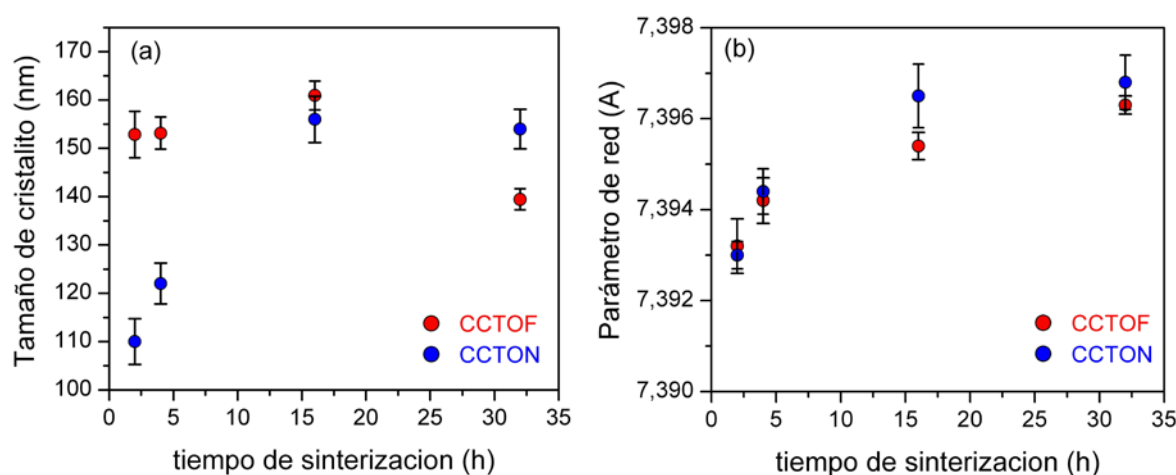 (a)
Tamaño de cristalito (nm)
170
160
150
140
130
120
110
100
0 5 10 15 20 25 30 35
tiempo de sinterizacion (h)
CCTOF
CCTON
(b)
Parámetro de red (A)
7,398
7,396
7,394
7,392
7,390
0 5 10 15 20 25 30 35
tiempo de sinterizacion (h)
CCTOF
CCTON